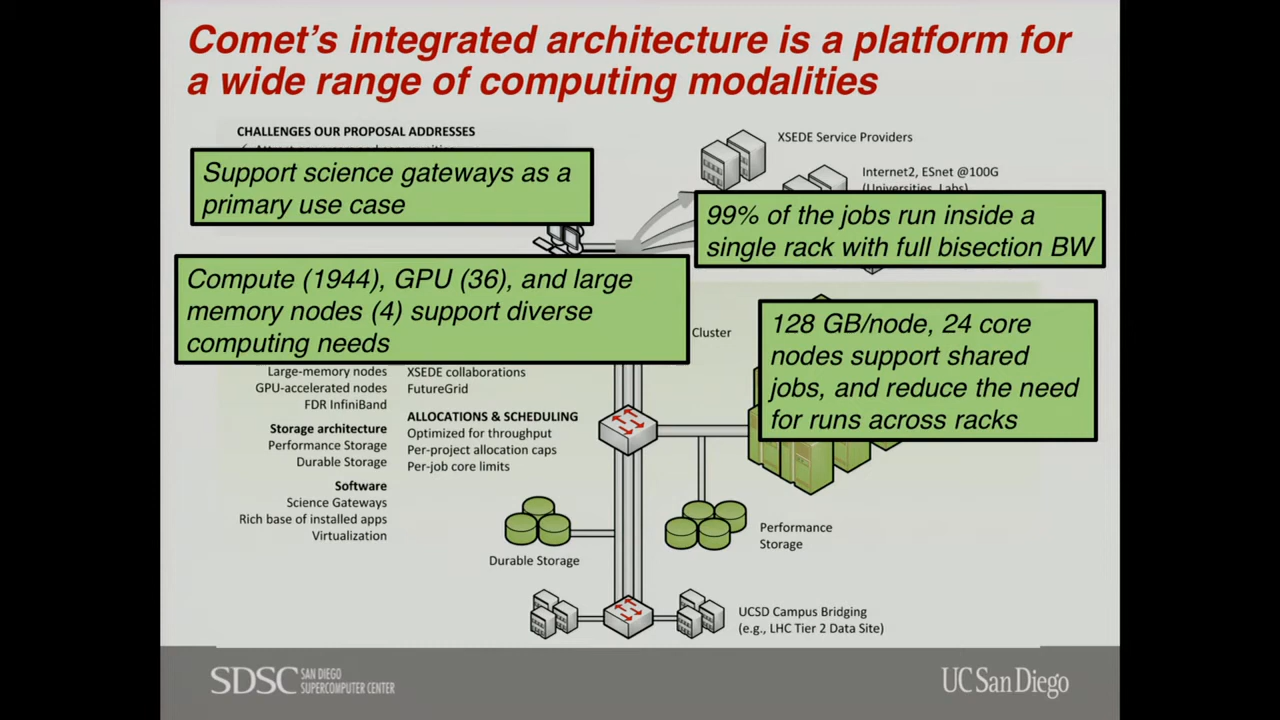 Comet's integrated architecture is a platform for
a wide range of computing modalities
CHALLENGES OUR PROPOSAL ADDRESSES
Support science gateways as a
primary use case
XSEDE Service Providers
Internet2, ESnet @100G
(Universities, Labs)
99% of the jobs run inside a
single rack with full bisection BW
Compute (1944), GPU (36), and large
memory nodes (4) support diverse
computing needs
Cluster
128 GB/node, 24 core
nodes support shared
jobs, and reduce the need
for runs across racks
Large-memory nodes
GPU-accelerated nodes
FDR InfiniBand
Storage architecture
Performance Storage
Durable Storage
Software
Science Gateways
Rich base of installed apps
Virtualization
XSEDE collaborations
FutureGrid
ALLOCATIONS & SCHEDULING
Optimized for throughput
Per-project allocation caps
Per-job core limits
Durable Storage
Performance
Storage
UCSD Campus Bridging
(e.g., LHC Tier 2 Data Site)
SDSC SAN DIEGO
SUPERCOMPUTER CENTER
UC San Diego